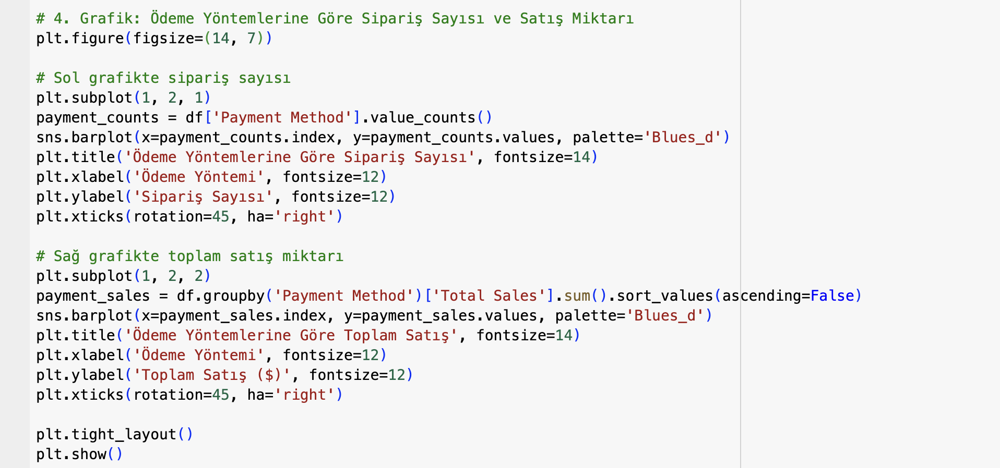 # 4. Grafik: Ödeme Yöntemlerine Göre Sipariş Sayısı ve Satış Miktarı
plt.figure(figsize=(14, 7))
# Sol grafikte sipariş sayısı
plt.subplot(1, 2, 1)
payment_counts = df['Payment Method'].value_counts()
sns.barplot(x=payment_counts.index, y=payment_counts.values, palette='Blues_d')
plt.title('Ödeme Yöntemlerine Göre Sipariş Sayısı', fontsize=14)
plt.xlabel('Ödeme Yöntemi', fontsize=12)
plt.ylabel('Sipariş Sayısı', fontsize=12)
plt.xticks(rotation=45, ha='right')
# Sağ grafikte toplam satış miktarı
plt.subplot(1, 2, 2)
payment_sales = df.groupby('Payment Method')['Total Sales'].sum().sort_values(ascending=False)
sns.barplot(x=payment_sales.index, y=payment_sales.values, palette='Blues_d')
plt.title('Ödeme Yöntemlerine Göre Toplam Satış', fontsize=14)
plt.xlabel('Ödeme Yöntemi', fontsize=12)
plt.ylabel('Toplam Satış ($)', fontsize=12)
plt.xticks(rotation=45, ha='right')
plt.tight_layout()
plt.show()